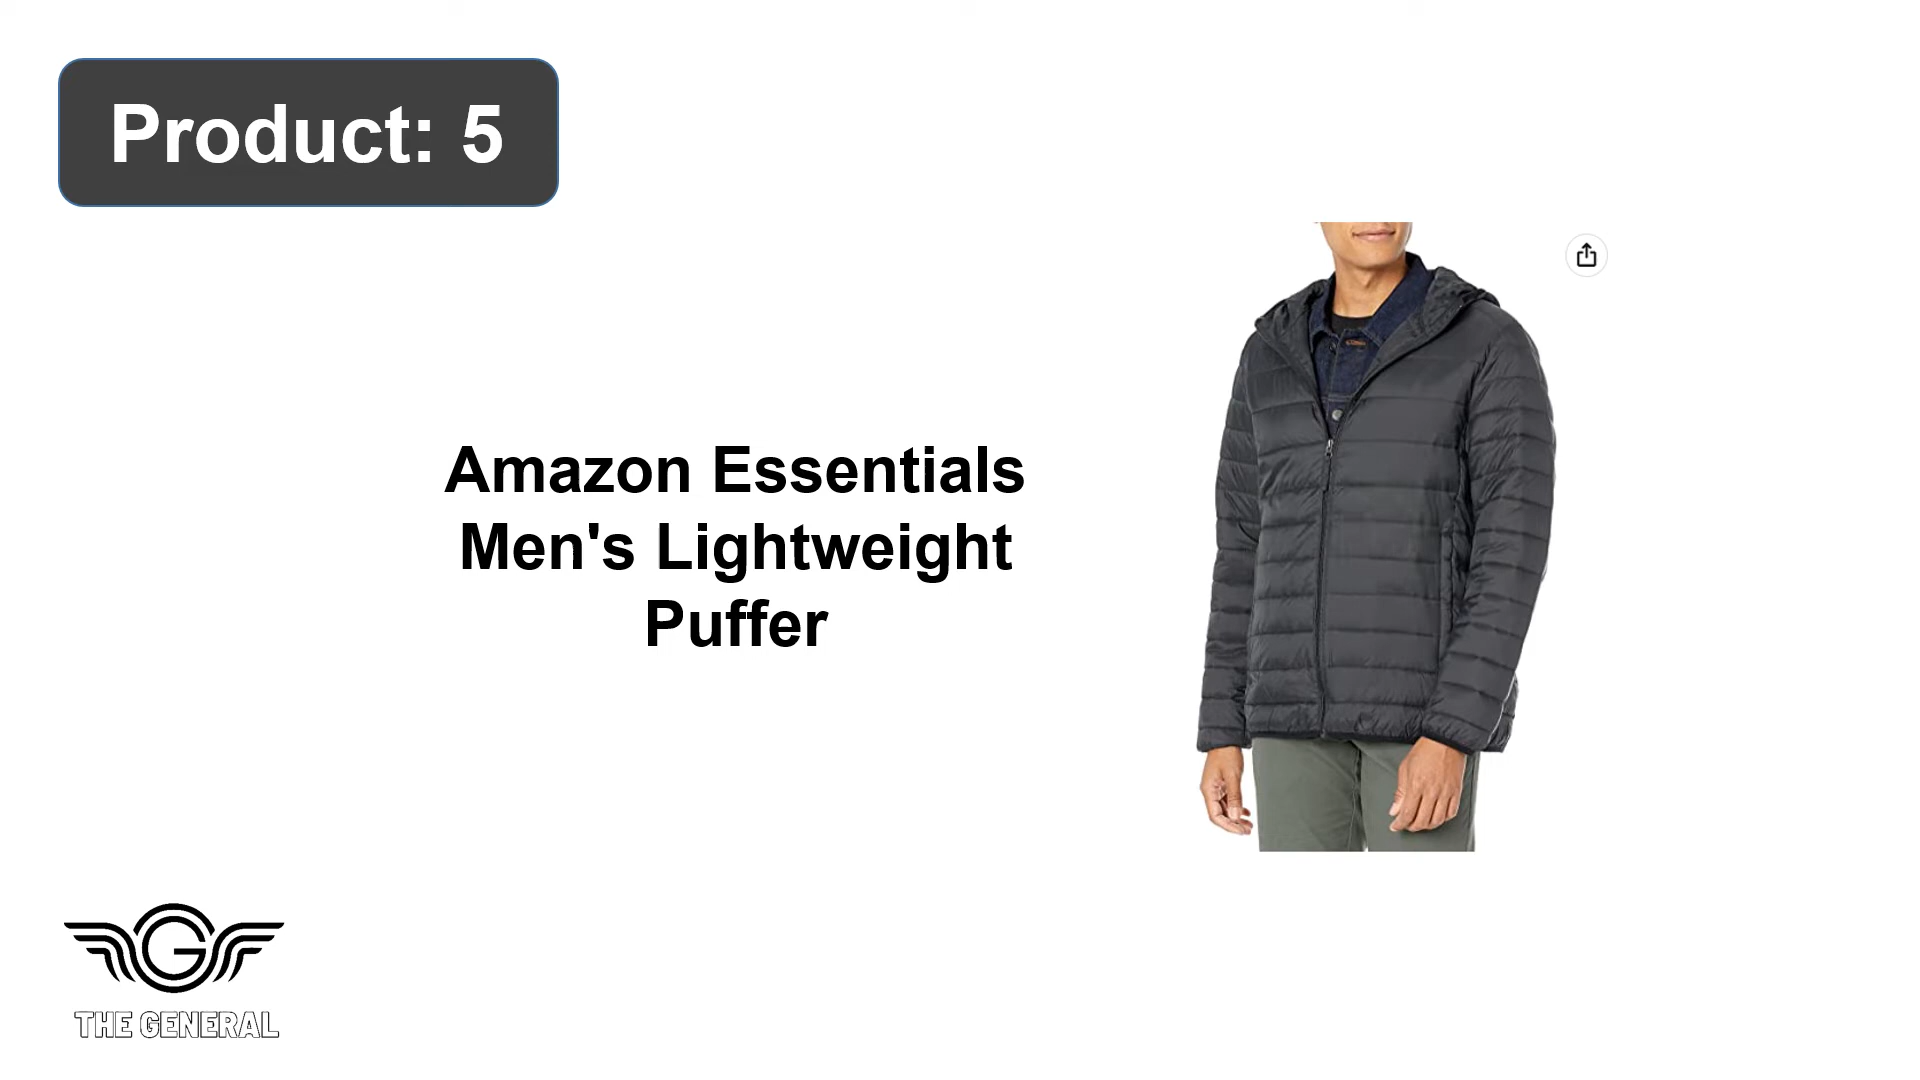 Product: 5
Amazon Essentials
Men's Lightweight
Puffer
G
THE GENERAL